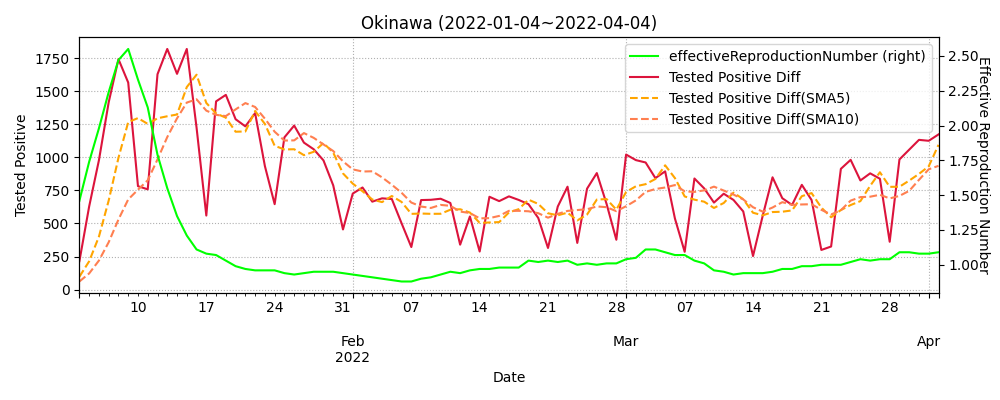 Okinawa (2022-01-04~2022-04-04)
effectiveReproductionNumber (right)
Tested Positive Diff
Tested Positive Diff(SMA5)
Tested Positive Diff(SMA10)
Tested Positive
1750
1500
1250
1000
750
500
250
0
2.50
2.25
2.00
1.75
1.50
1.25
1.00
Effective Reproduction Number
10 17 24 31 07 14 21 28 07 14 21 28
Feb Mar Apr
2022
Date